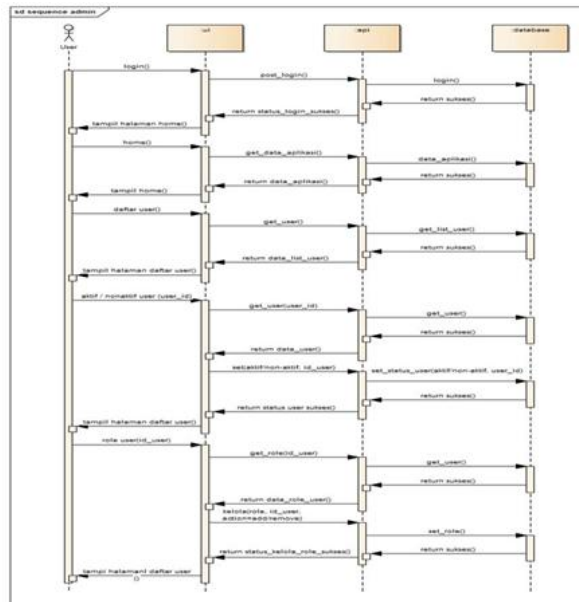 sd sequence admin
User
:ui
:api
:database
login()
post_login()
login()
return sukses()
return status_login_sukses()
tampil halaman home()
home()
get_data_aplikasi()
data_aplikasi()
return sukses()
return data_aplikasi()
tampil home()
daftar user()
get_user()
get_list_user()
return sukses()
return data_list_user()
tampil halaman daftar user()
aktif / nonaktif user (user_id)
get_user(user_id)
get_user()
return sukses()
return data_user()
set(aktif/non-aktif, id_user)
set_status_user(aktif/non-aktif, user_id)
return sukses()
return status user sukses()
tampil halaman daftar user()
role user(id_user)
get_role(id_user)
get_user()
return sukses()
return data_role_user()
kelola(role, id_user,
action=add/remove)
set_role()
return sukses()
return status_kelola_role_sukses()
tampi halamanl daftar user
()